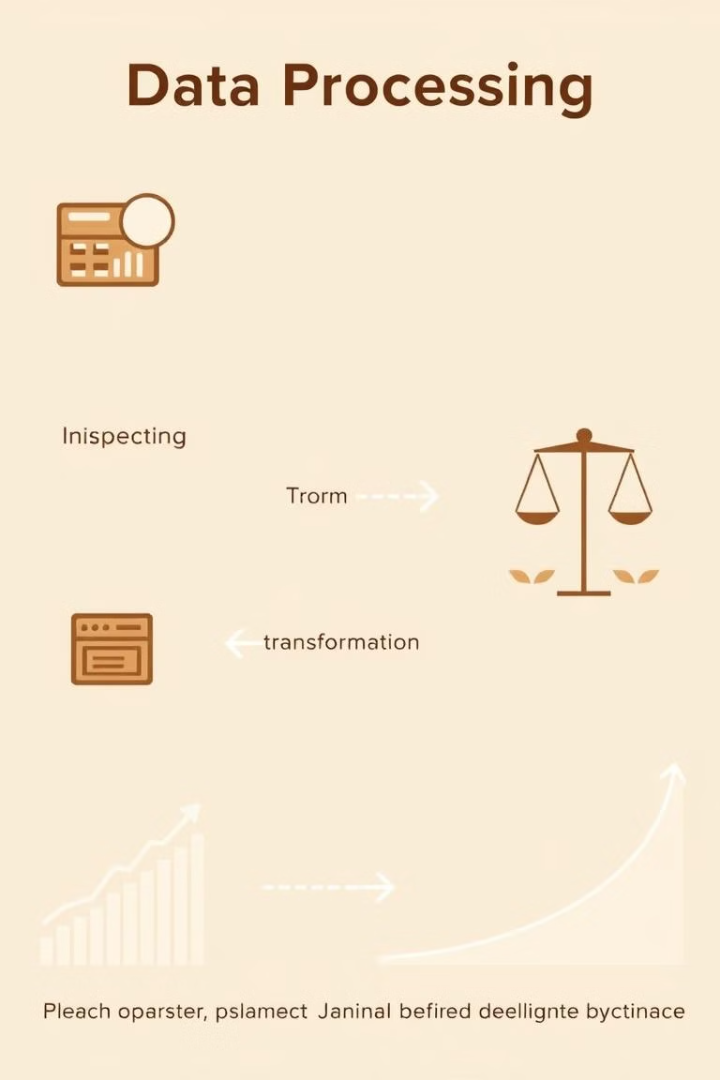 Data Processing
Inispecting
Trorm
transformation
Pleach oparster, pslamect Janinal befired deellignte byctinace